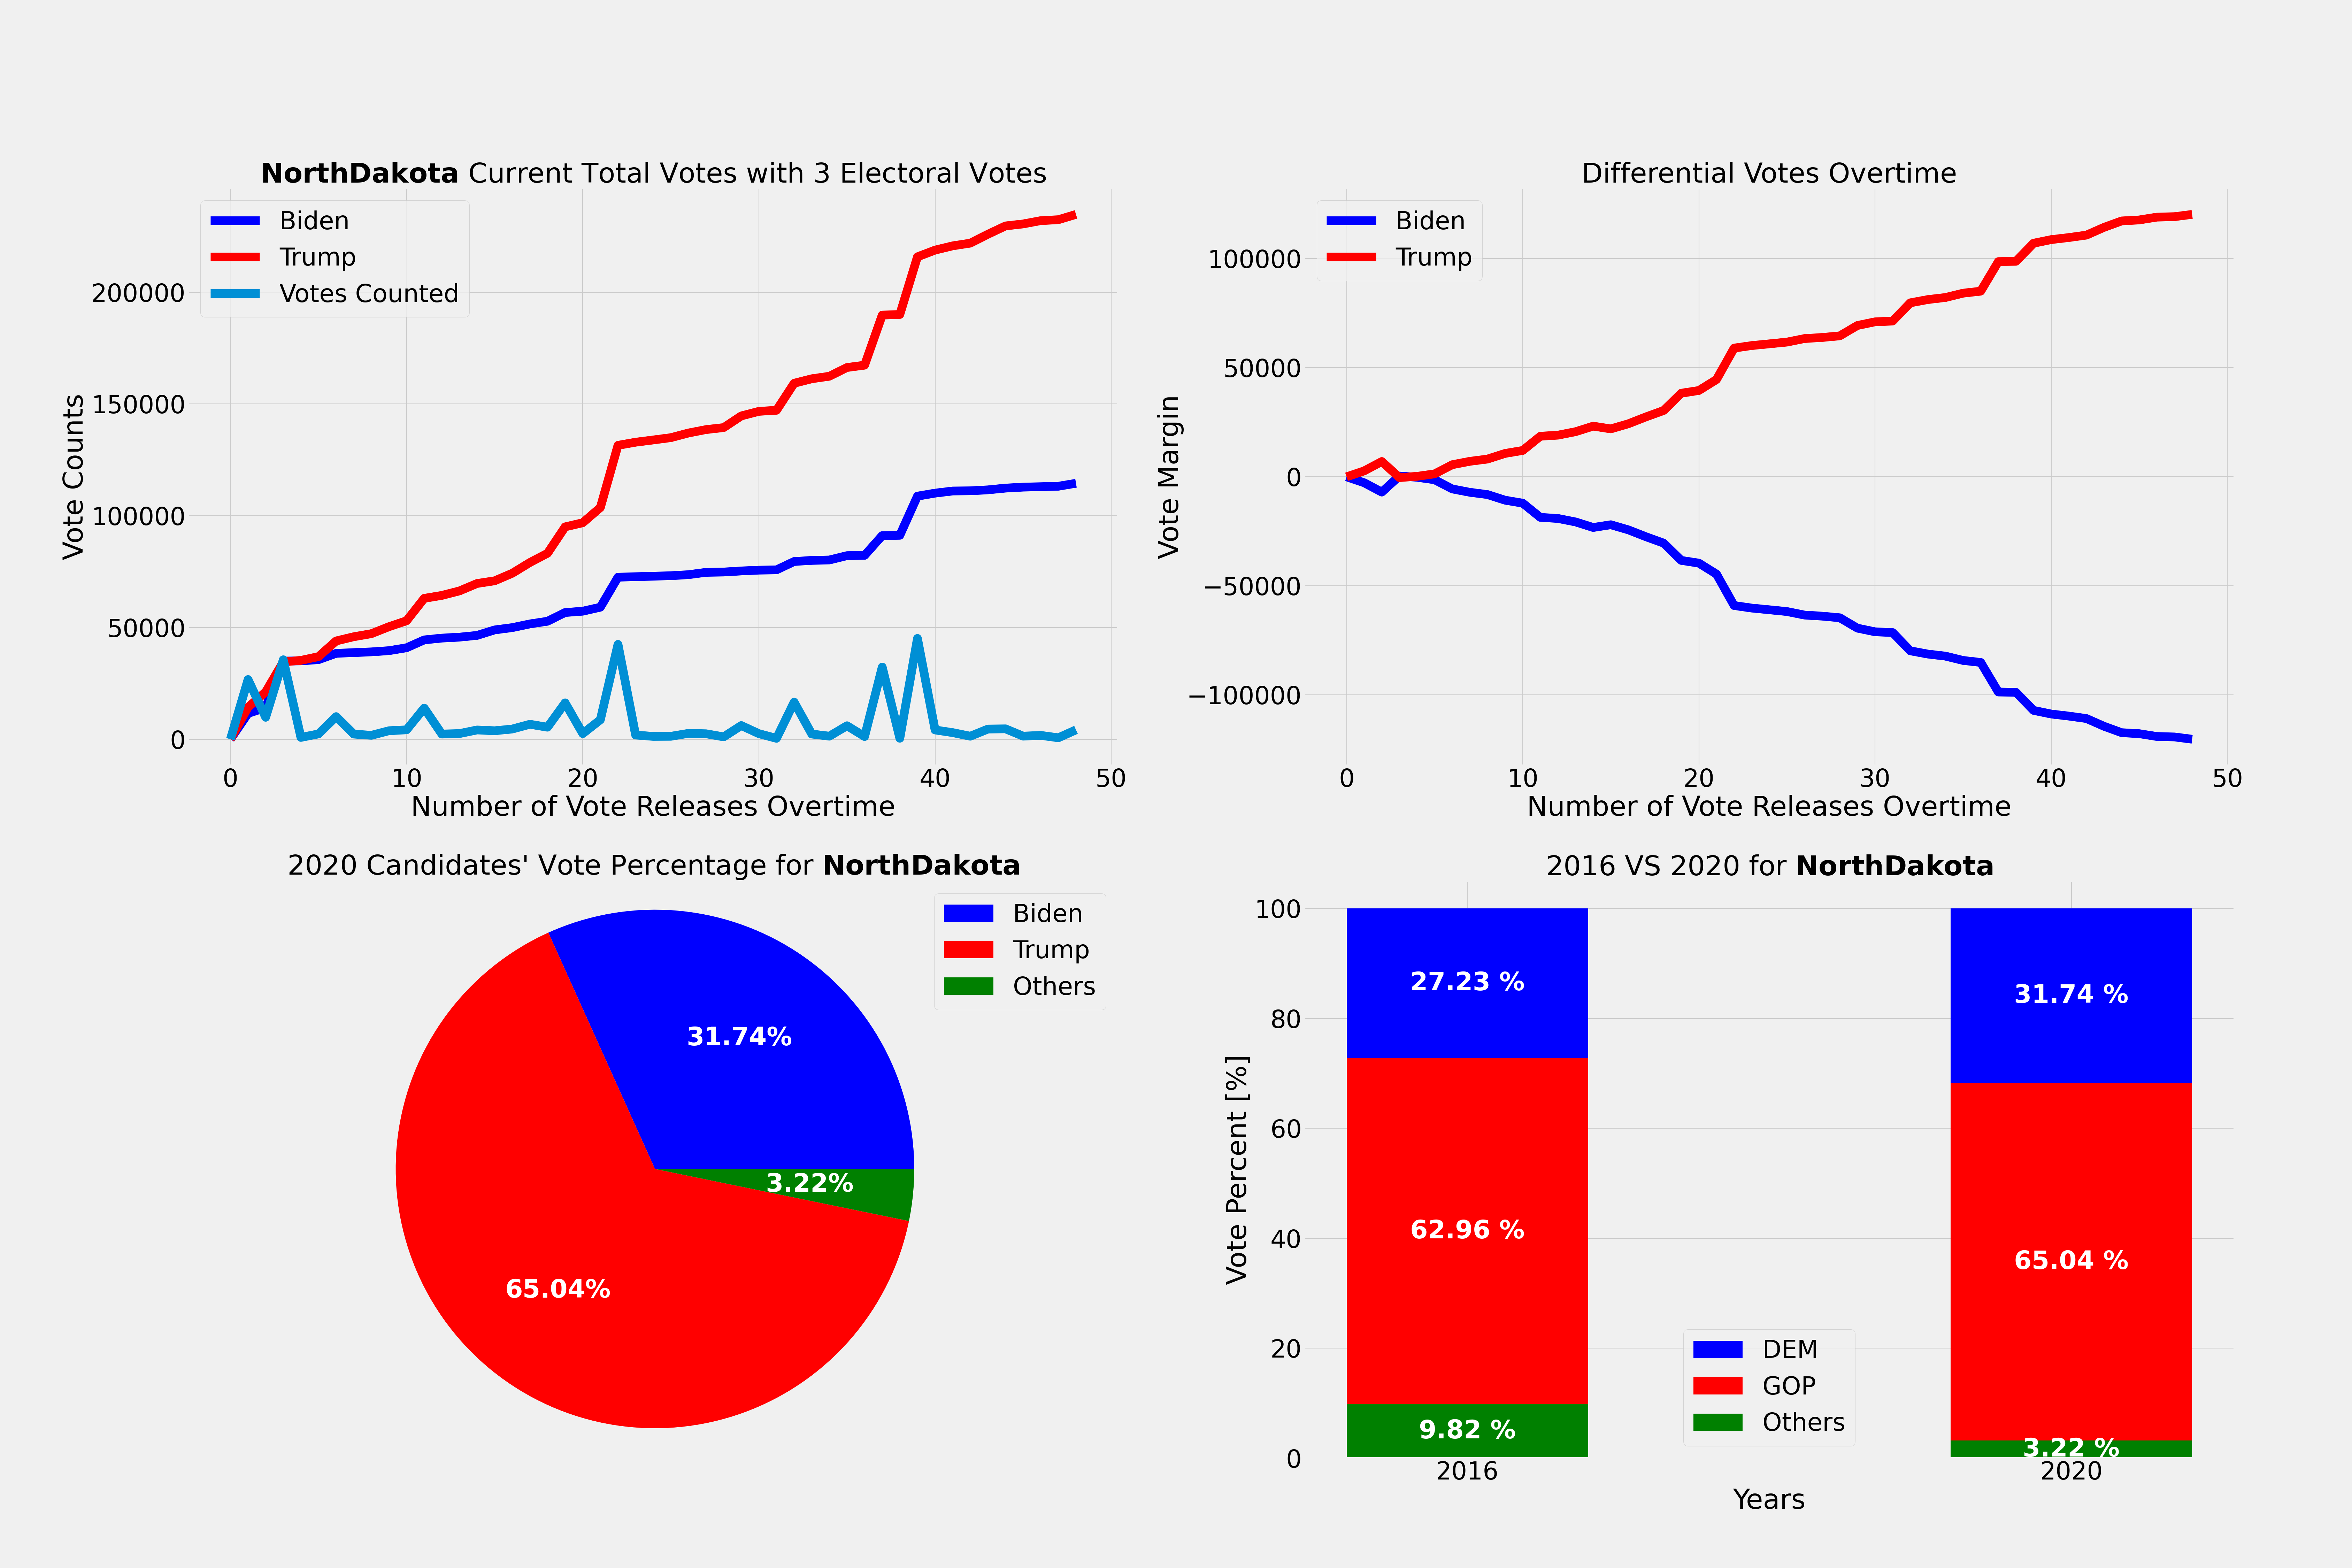 NorthDakota Current Total Votes with 3 Electoral Votes
Biden
Trump
Votes Counted
Vote Counts
200000
150000
100000
50000
0
0 10 20 30 40 50
Number of Vote Releases Overtime
Differential Votes Overtime
Biden
Trump
Vote Margin
100000
50000
0
−50000
−100000
0 10 20 30 40 50
Number of Vote Releases Overtime
2020 Candidates' Vote Percentage for NorthDakota
Biden
Trump
Others
31.74%
3.22%
65.04%
2016 VS 2020 for NorthDakota
Vote Percent [%]
100
80
60
40
20
0
27.23 %
62.96 %
9.82 %
31.74 %
65.04 %
3.22 %
DEM
GOP
Others
2016 2020
Years